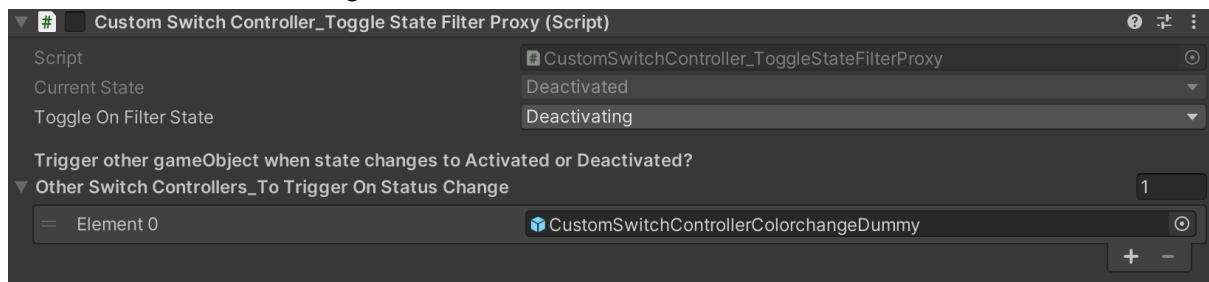 # Custom Switch Controller_Toggle State Filter Proxy (Script)
Script # CustomSwitchController_ToggleStateFilterProxy
Current State Deactivated
Toggle On Filter State Deactivating
Trigger other gameObject when state changes to Activated or Deactivated?
Other Switch Controllers_To Trigger On Status Change 1
Element 0 CustomSwitchControllerColorchangeDummy
+ -